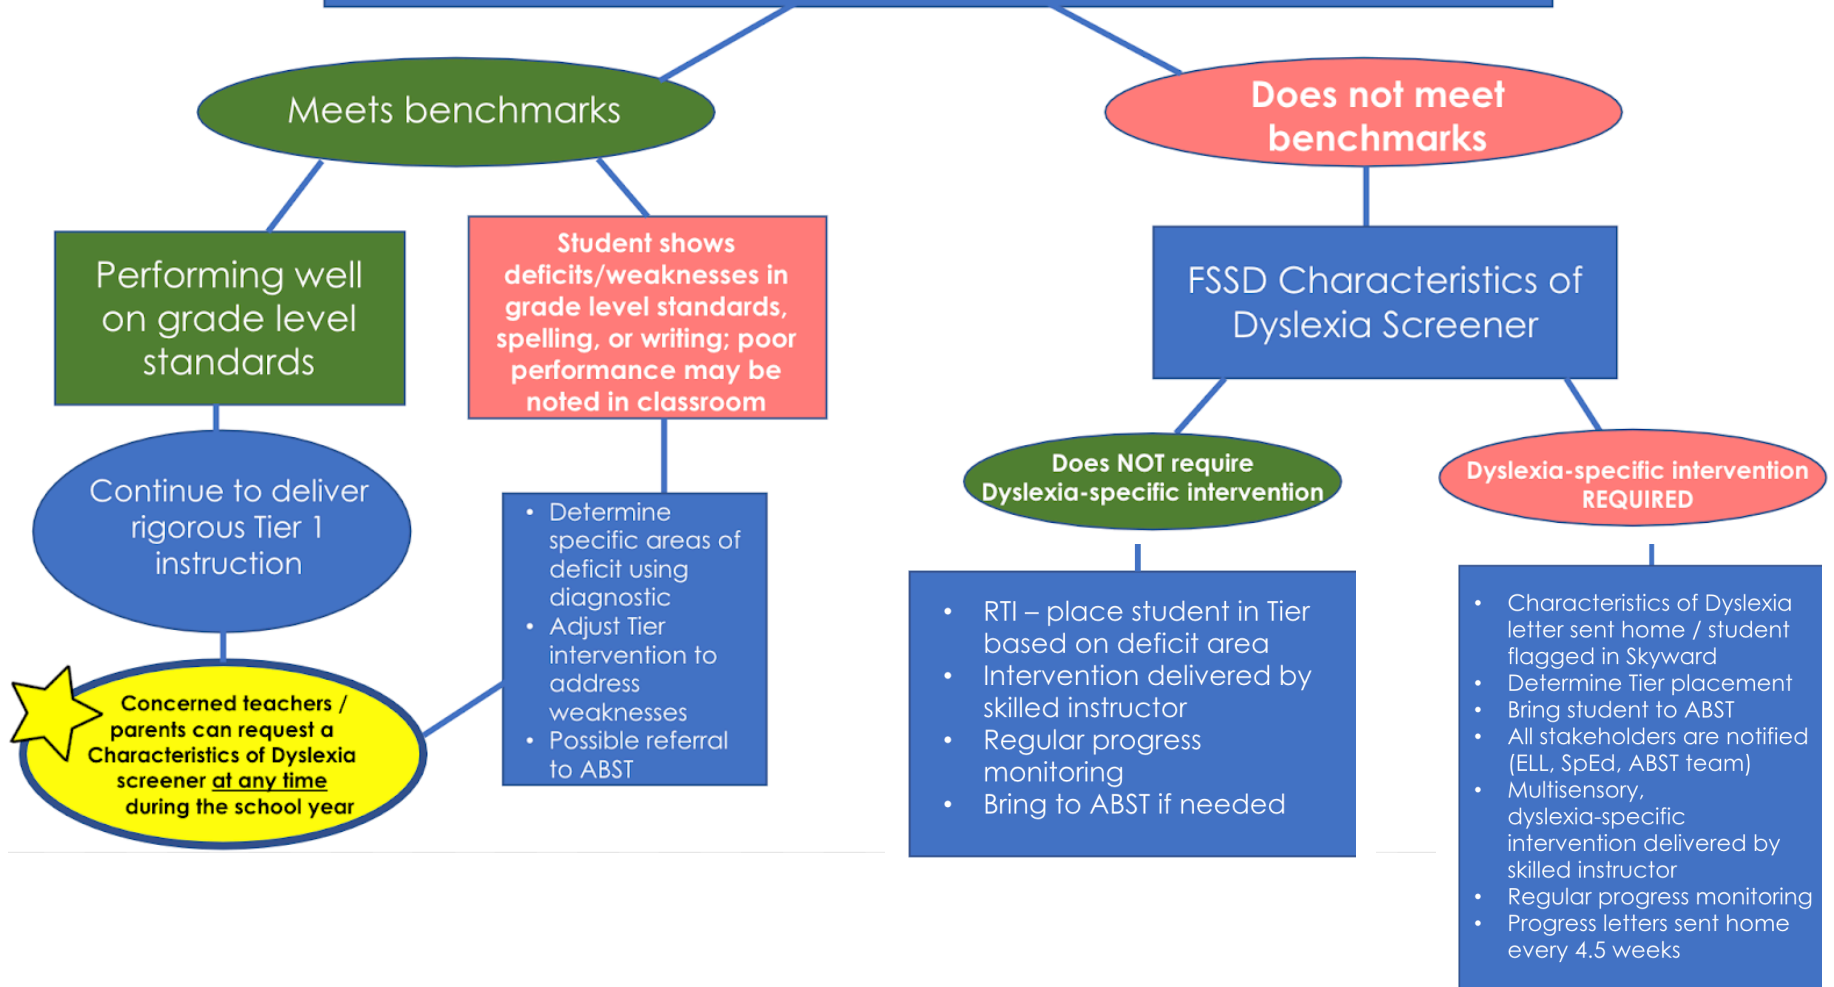 Meets benchmarks
Does not meet
benchmarks
Performing well
on grade level
standards
Student shows
deficits/weaknesses in
grade level standards,
spelling, or writing; poor
performance may be
noted in classroom
FSSD Characteristics of
Dyslexia Screener
Continue to deliver
rigorous Tier 1
instruction
• Determine
specific areas of
deficit using
diagnostic
• Adjust Tier
intervention to
address
weaknesses
• Possible referral
to ABST
Does NOT require
Dyslexia-specific intervention
Dyslexia-specific intervention
REQUIRED
Concerned teachers /
parents can request a
Characteristics of Dyslexia
screener at any time
during the school year
• RTI – place student in Tier
based on deficit area
• Intervention delivered by
skilled instructor
• Regular progress
monitoring
• Bring to ABST if needed
• Characteristics of Dyslexia
letter sent home / student
flagged in Skyward
• Determine Tier placement
• Bring student to ABST
• All stakeholders are notified
(ELL, SpEd, ABST team)
• Multisensory,
dyslexia-specific
intervention delivered by
skilled instructor
• Regular progress monitoring
• Progress letters sent home
every 4.5 weeks